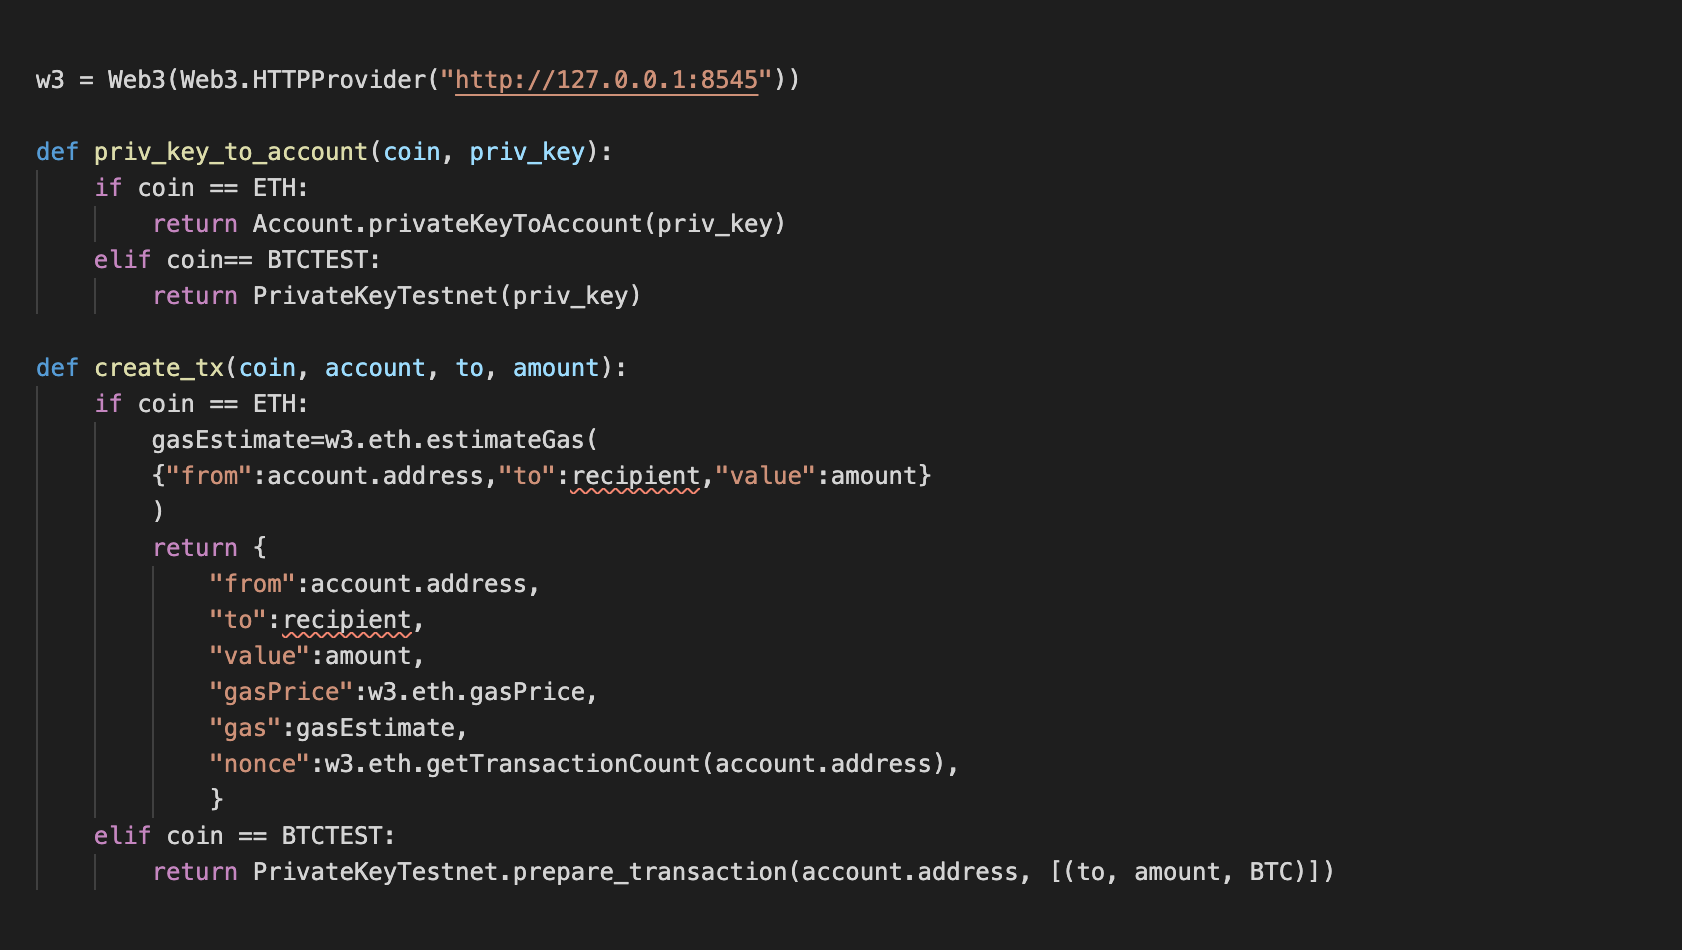 w3 = Web3(Web3.HTTPProvider("http://127.0.0.1:8545"))
def priv_key_to_account(coin, priv_key):
if coin == ETH:
return Account.privateKeyToAccount(priv_key)
elif coin== BTCTEST:
return PrivateKeyTestnet(priv_key)
def create_tx(coin, account, to, amount):
if coin == ETH:
gasEstimate=w3.eth.estimateGas(
{"from":account.address,"to":recipient,"value":amount}
)
return {
"from":account.address,
"to":recipient,
"value":amount,
"gasPrice":w3.eth.gasPrice,
"gas":gasEstimate,
"nonce":w3.eth.getTransactionCount(account.address),
}
elif coin == BTCTEST:
return PrivateKeyTestnet.prepare_transaction(account.address, [(to, amount, BTC)])